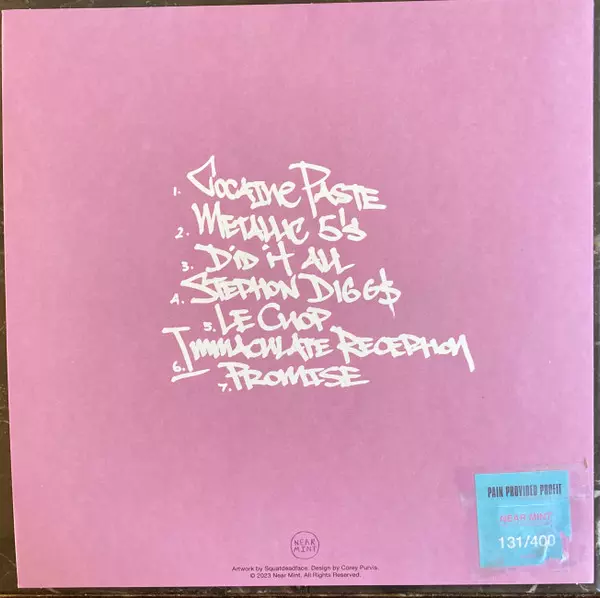 1. Cocaine Paste
2. Metallic 5's
3. Did it All
4. Stephon Digg$
5. Le Chop
6. Immaculate Reception
7. Promise
PAIN PROVIDED PROFIT
NEAR MINT
131/400
NEAR
MINT
Artwork by Squatdeadface. Design by Corey Purvis.
© 2023 Near Mint. All Rights Reserved.